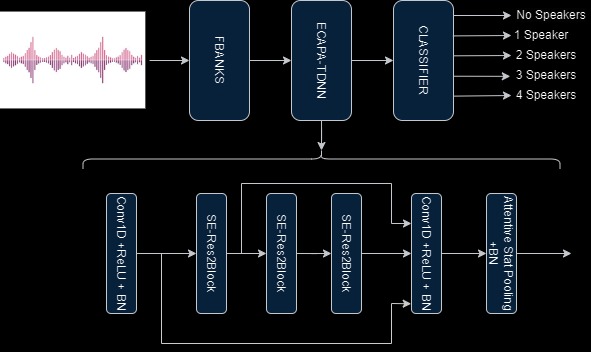 FBANKS
ECAPA-TDNN
CLASSIFIER
No Speakers
1 Speaker
2 Speakers
3 Speakers
4 Speakers
Conv1D +ReLU + BN
SE-Res2Block
SE-Res2Block
SE-Res2Block
Conv1D +ReLU + BN
Attentive Stat Pooling
+BN